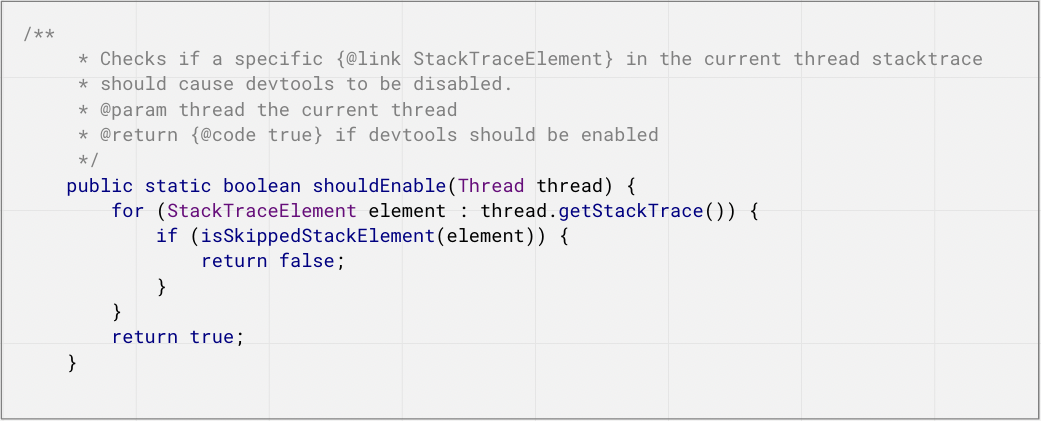 /**
     * Checks if a specific {@link StackTraceElement} in the current thread stacktrace
     * should cause devtools to be disabled.
     * @param thread the current thread
     * @return {@code true} if devtools should be enabled
     */
    public static boolean shouldEnable(Thread thread) {
        for (StackTraceElement element : thread.getStackTrace()) {
            if (isSkippedStackElement(element)) {
                return false;
            }
        }
        return true;
    }